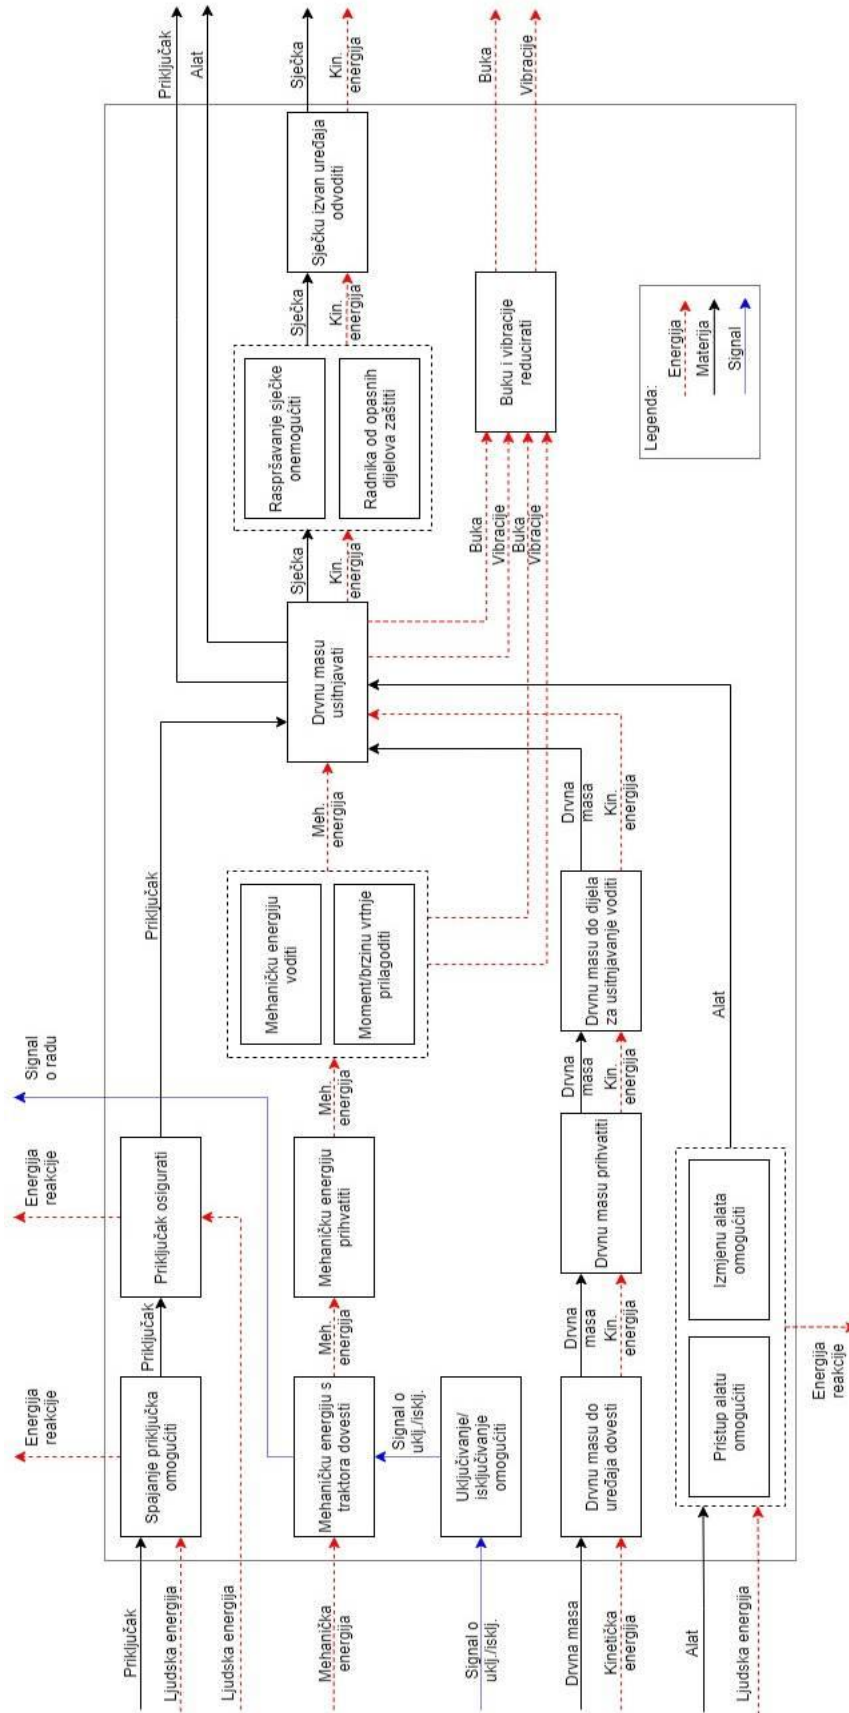 Priključak
Ljudska energija
Ljudska energija
Mehanička
energija
Signal o
uklj./isklj.
Drvna masa
Kinetička
energija
Alat
Ljudska energija
Energija
reakcije
Spajanje priključka
omogućiti
Priključak
Energija
reakcije
Priključak osigurati
Signal
o radu
Priključak
Mehaničku energiju s
traktora dovesti
Meh.
energija
Mehaničku energiju
prihvatiti
Meh.
energija
Mehaničku energiju
voditi
Moment/brzinu vrtnje
prilagoditi
Meh.
energija
Signal o
uklj./isklj.
Uključivanje/
isključivanje
omogućiti
Drvnu masu do
uređaja dovesti
Drvna
masa
Kin.
energija
Drvnu masu prihvatiti
Drvna
masa
Kin.
energija
Drvnu masu do dijela
za usitnjavanje voditi
Drvna
masa
Kin.
energija
Pristup alatu
omogućiti
Izmjenu alata
omogućiti
Energija
reakcije
Alat
Drvnu masu
usitnjavati
Sječka
Kin.
energija
Raspršavanje sječke
onemogućiti
Radnika od opasnih
dijelova zaštiti
Sječka
Kin.
energija
Sječku izvan uređaja
odvoditi
Buka
Vibracije
Buka
Vibracije
Buku i vibracije
reducirati
Priključak
Alat
Sječka
Kin.
energija
Buka
Vibracije
Legenda:
Energija
Materija
Signal